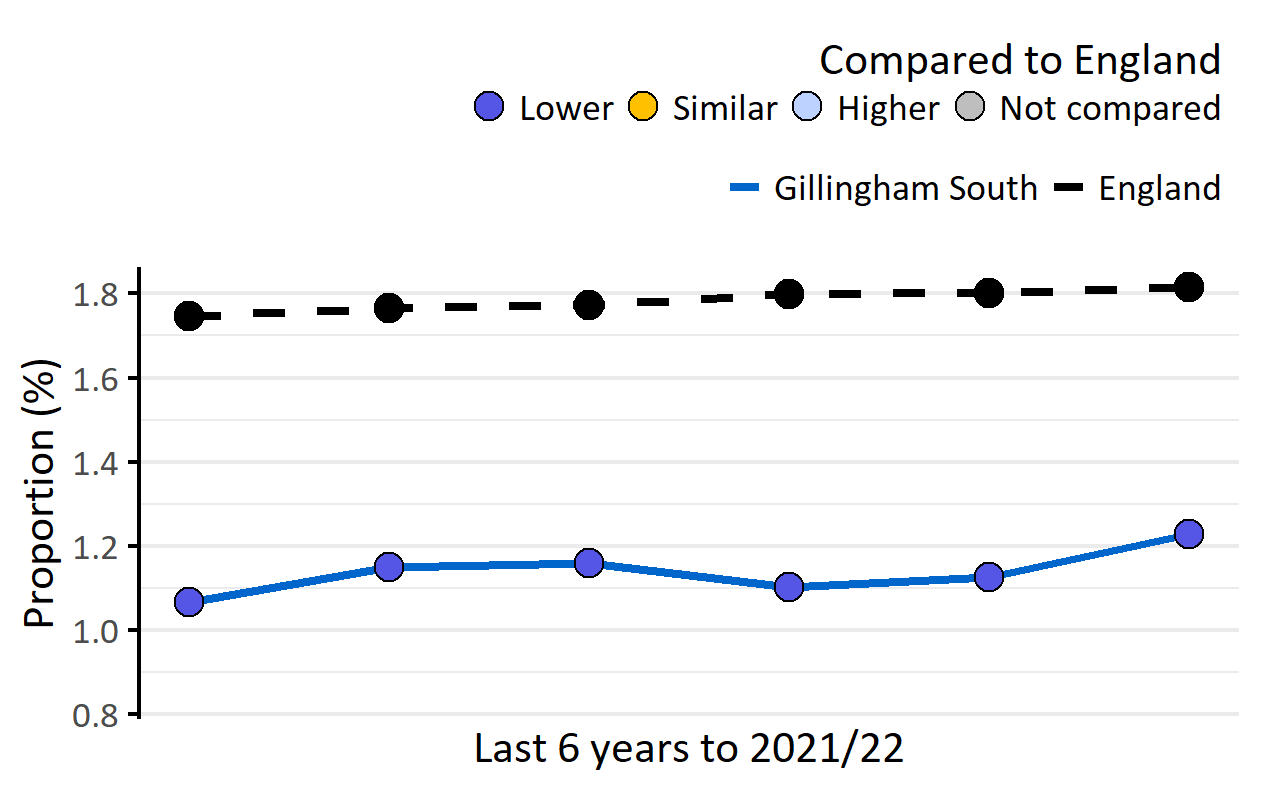 Compared to England
Lower Similar Higher Not compared
Gillingham South England
1.8
1.6
1.4
1.2
1.0
0.8
Proportion (%)
Last 6 years to 2021/22